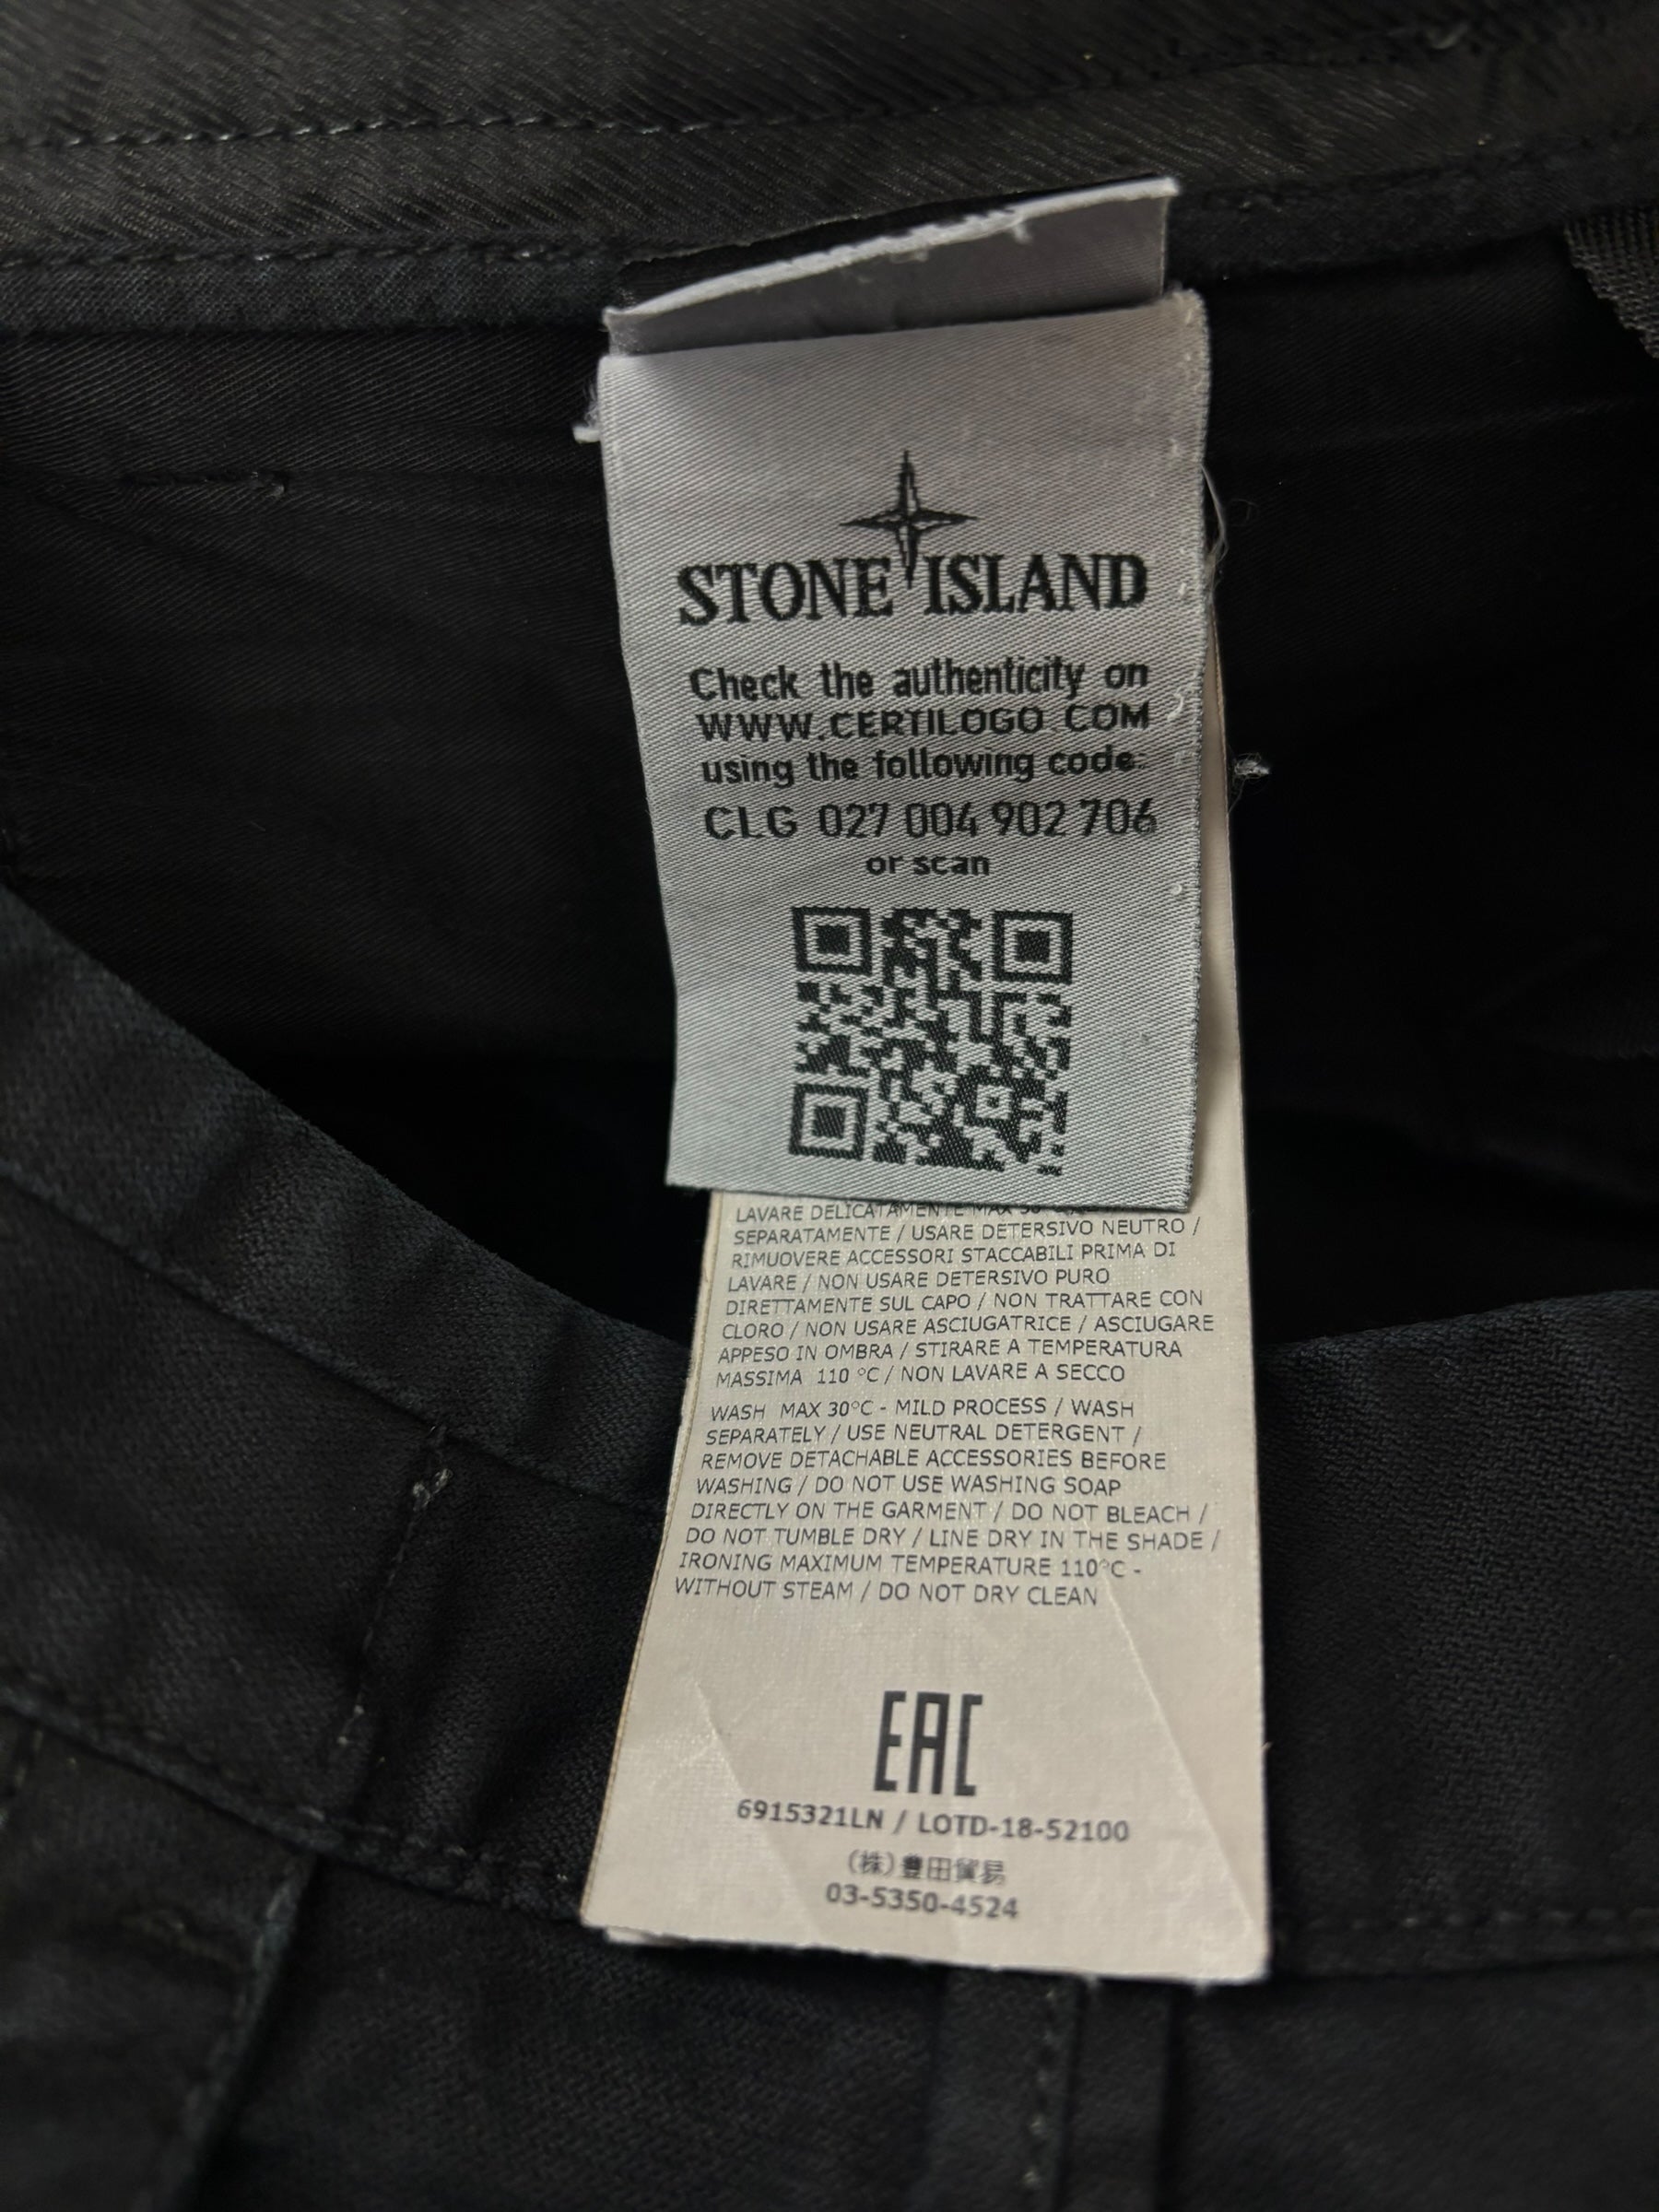 STONE ISLAND
Check the authenticity on
WWW.CERTILOGO.COM
using the following code:
CLG 027 004 902 706
or scan
LAVARE DELICATAMENTE MAX 30°
SEPARATAMENTE / USARE DETERSIVO NEUTRO /
RIMUOVERE ACCESSORI STACCABILI PRIMA DI
LAVARE / NON USARE DETERSIVO PURO
DIRETTAMENTE SUL CAPO / NON TRATTARE CON
CLORO / NON USARE ASCIUGATRICE / ASCIUGARE
APPESO IN OMBRA / STIRARE A TEMPERATURA
MASSIMA 110 °C / NON LAVARE A SECCO
WASH MAX 30°C - MILD PROCESS / WASH
SEPARATELY / USE NEUTRAL DETERGENT /
REMOVE DETACHABLE ACCESSORIES BEFORE
WASHING / DO NOT USE WASHING SOAP
DIRECTLY ON THE GARMENT / DO NOT BLEACH /
DO NOT TUMBLE DRY / LINE DRY IN THE SHADE /
IRONING MAXIMUM TEMPERATURE 110°C -
WITHOUT STEAM / DO NOT DRY CLEAN
EAC
6915321LN / LOTD-18-52100
(株)豊田貿易
03-5350-4524